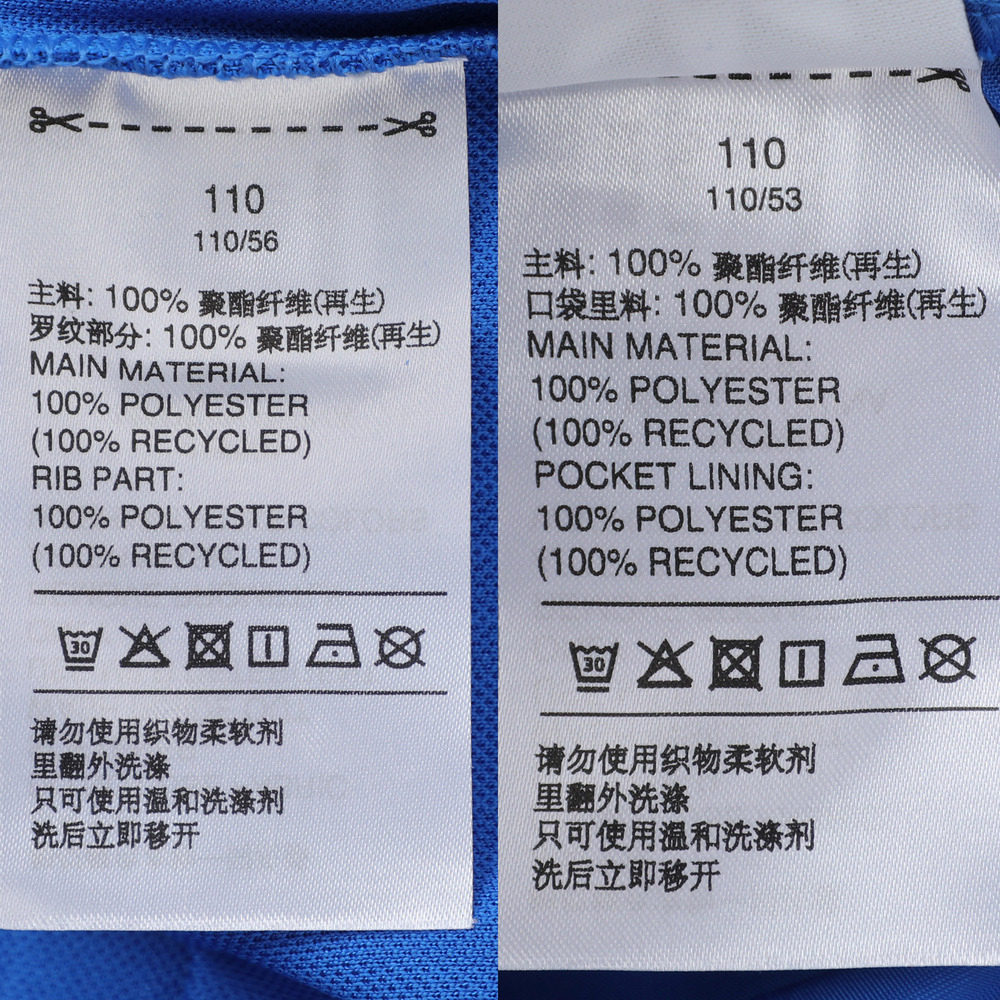 110
110/56
主料: 100% 聚酯纤维(再生)
罗纹部分: 100% 聚酯纤维(再生)
MAIN MATERIAL:
100% POLYESTER
(100% RECYCLED)
RIB PART:
100% POLYESTER
(100% RECYCLED)
30
请勿使用织物柔软剂
里翻外洗涤
只可使用温和洗涤剂
洗后立即移开
110
110/53
主料: 100% 聚酯纤维(再生)
口袋里料: 100% 聚酯纤维(再生)
MAIN MATERIAL:
100% POLYESTER
(100% RECYCLED)
POCKET LINING:
100% POLYESTER
(100% RECYCLED)
30
请勿使用织物柔软剂
里翻外洗涤
只可使用温和洗涤剂
洗后立即移开